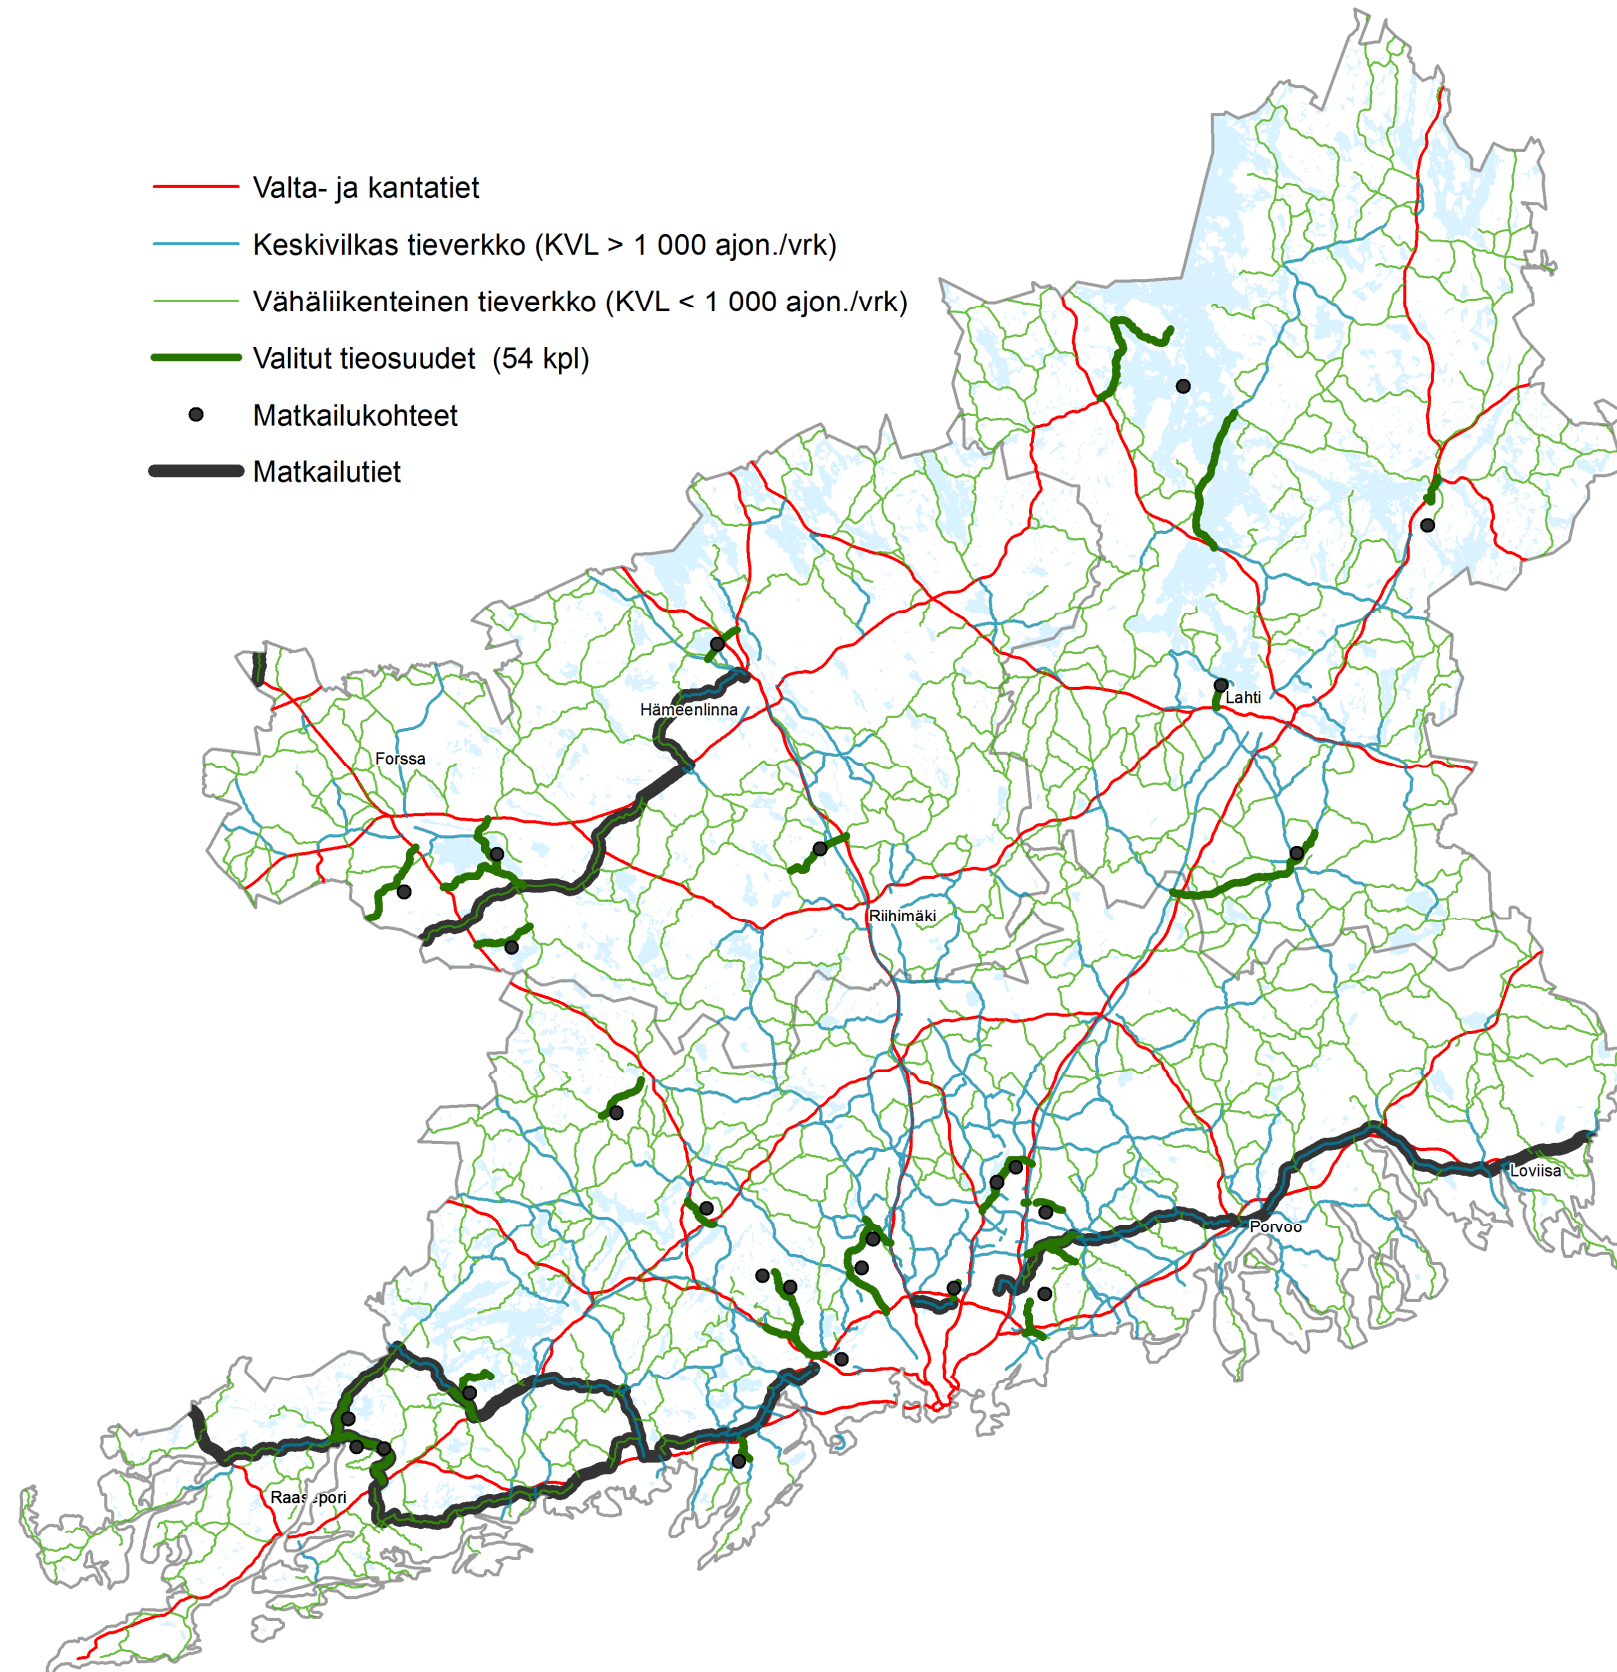 Valta- ja kantatiet
Keskivilkas tieverkko (KVL > 1 000 ajon./vrk)
Vähäliikenteinen tieverkko (KVL < 1 000 ajon./vrk)
Valitut tieosuudet (54 kpl)
Matkailukohteet
Matkailutiet
Lahti
Hämeenlinna
Forssa
Riihimäki
Loviisa
Porvoo
Raasepori